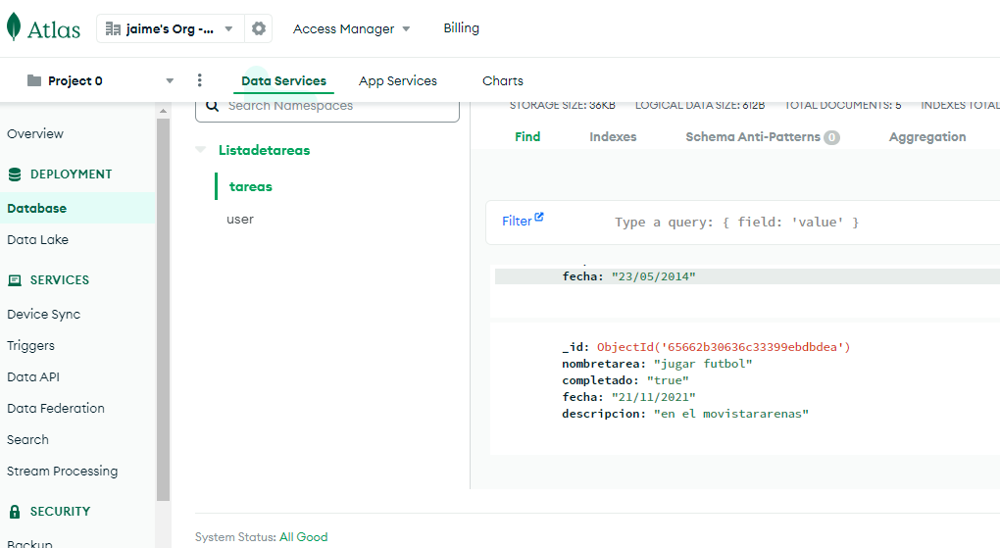 Atlas
jaime's Org -...
Access Manager
Billing
Project 0
Data Services
App Services
Charts
Overview
DEPLOYMENT
Database
Data Lake
SERVICES
Device Sync
Triggers
Data API
Data Federation
Search
Stream Processing
SECURITY
Backup
Search Namespaces
Listadetareas
tareas
user
STORAGE SIZE: 36KB LOGICAL DATA SIZE: 612B TOTAL DOCUMENTS: 5 INDEXES TOTAL
Find
Indexes
Schema Anti-Patterns 0
Aggregation
Filter
Type a query: { field: 'value' }
fecha: "23/05/2014"
_id: ObjectId('65662b30636c33399ebdbdea')
nombretarea: "jugar futbol"
completado: "true"
fecha: "21/11/2021"
descripcion: "en el movistararenas"
System Status: All Good